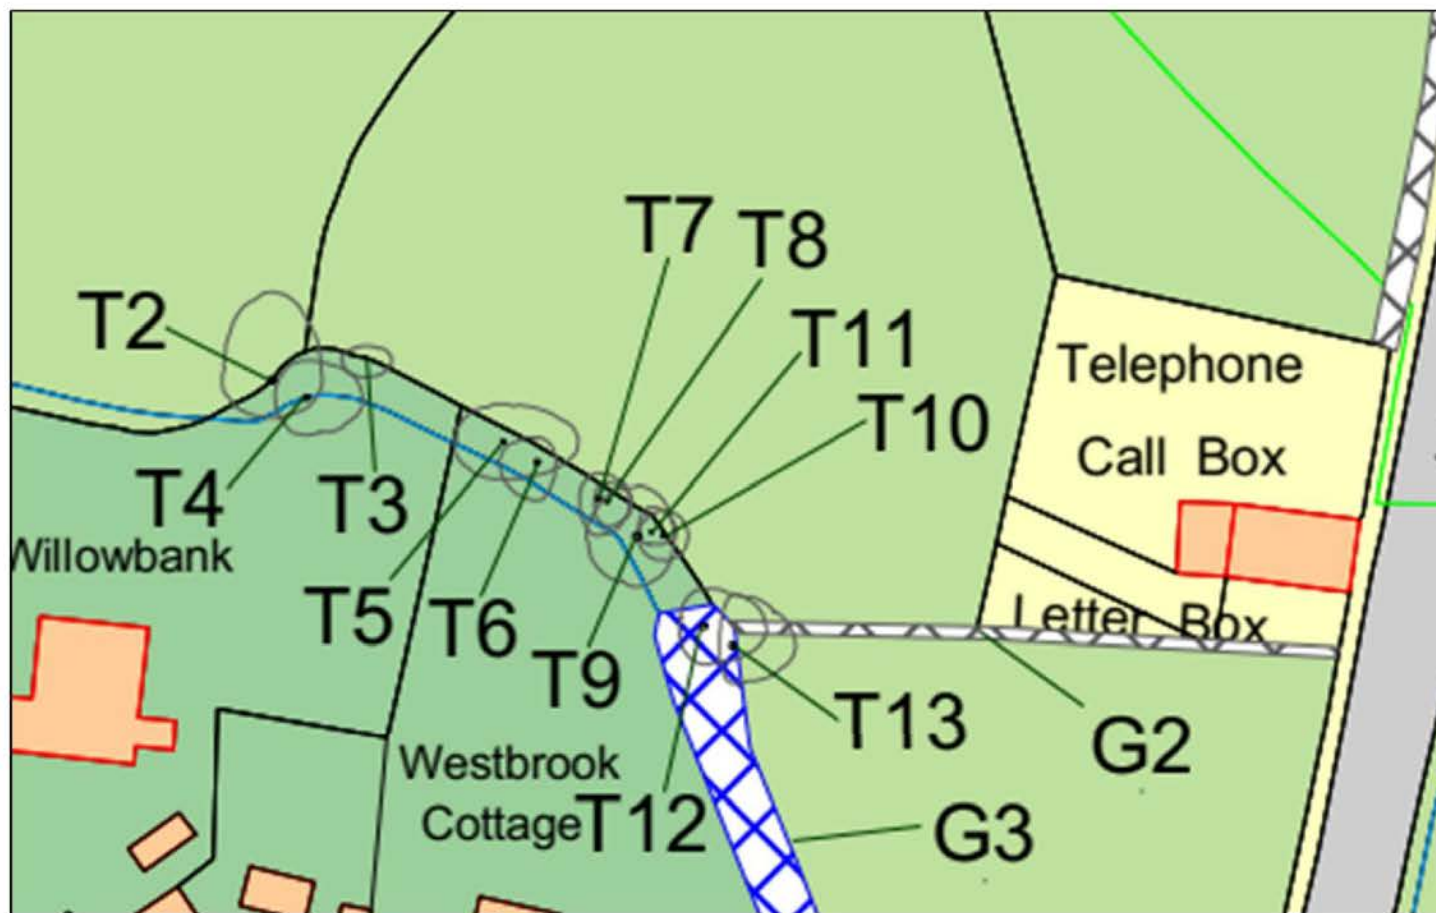 T7
T8
T2
T11
Telephone
T10
Call Box
T4
T3
Willowbank
T5
T6
Letter Box
T9
T13
G2
Westbrook
Cottage
T12
G3